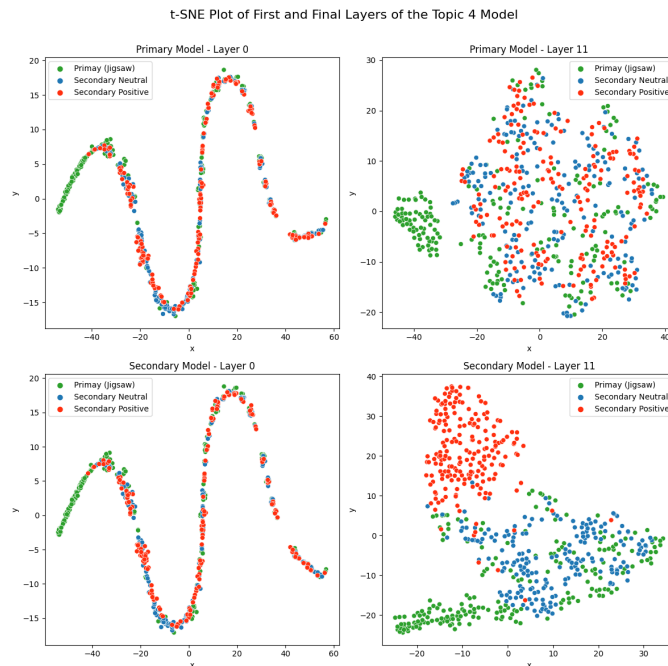 t-SNE Plot of First and Final Layers of the Topic 4 Model
Primary Model - Layer 0
20
15
10
5
0
−5
−10
−15
y
−40
−20
0
20
40
60
x
Primay (Jigsaw)
Secondary Neutral
Secondary Positive
Primary Model - Layer 11
30
20
10
0
−10
−20
y
−40
−20
0
20
40
x
Primay (Jigsaw)
Secondary Neutral
Secondary Positive
Secondary Model - Layer 0
20
15
10
5
0
−5
−10
−15
y
−40
−20
0
20
40
60
x
Primay (Jigsaw)
Secondary Neutral
Secondary Positive
Secondary Model - Layer 11
40
30
20
10
0
−10
−20
y
−20
−10
0
10
20
30
x
Primay (Jigsaw)
Secondary Neutral
Secondary Positive